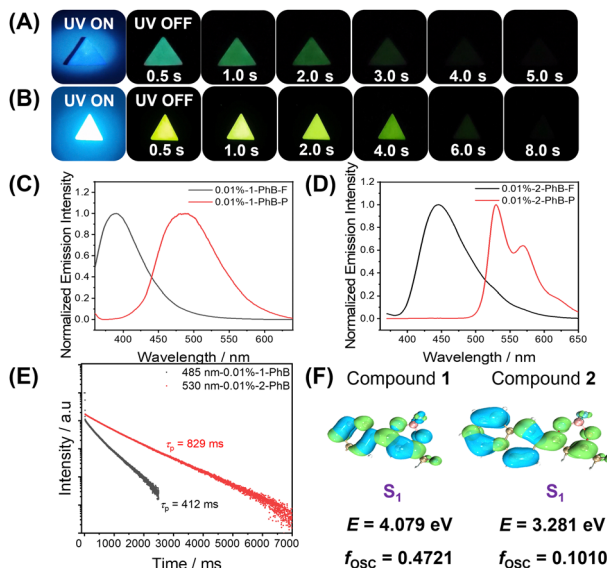 (A)
UV ON
UV OFF
0.5 s
1.0 s
2.0 s
3.0 s
4.0 s
5.0 s
(B)
UV ON
UV OFF
0.5 s
1.0 s
2.0 s
4.0 s
6.0 s
8.0 s
(C)
Normalized Emission Intensity
1.0
0.8
0.6
0.4
0.2
0.0
0.01%-1-PhB-F
0.01%-1-PhB-P
400 450 500 550 600
Wavelength / nm
(D)
Normalized Emission Intensity
1.0
0.8
0.6
0.4
0.2
0.0
0.01%-2-PhB-F
0.01%-2-PhB-P
400 450 500 550 600 650
Wavelength / nm
(E)
Intensity / a.u
485 nm-0.01%-1-PhB
530 nm-0.01%-2-PhB
τp = 829 ms
τp = 412 ms
0 1000 2000 3000 4000 5000 6000 7000
Time / ms
(F)
Compound 1
Compound 2
S1
S1
E = 4.079 eV
E = 3.281 eV
fOSC = 0.4721
fOSC = 0.1010